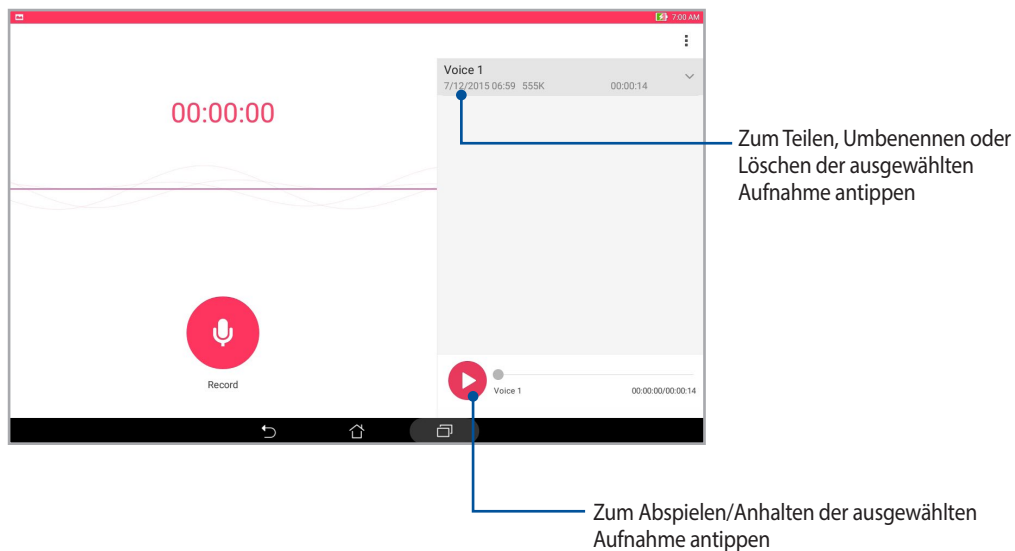 7:00 AM
Voice 1
7/12/2015 06:59 555K 00:00:14
00:00:00
Zum Teilen, Umbenennen oder
Löschen der ausgewählten
Aufnahme antippen
Record
Voice 1 00:00:00/00:00:14
Zum Abspielen/Anhalten der ausgewählten
Aufnahme antippen